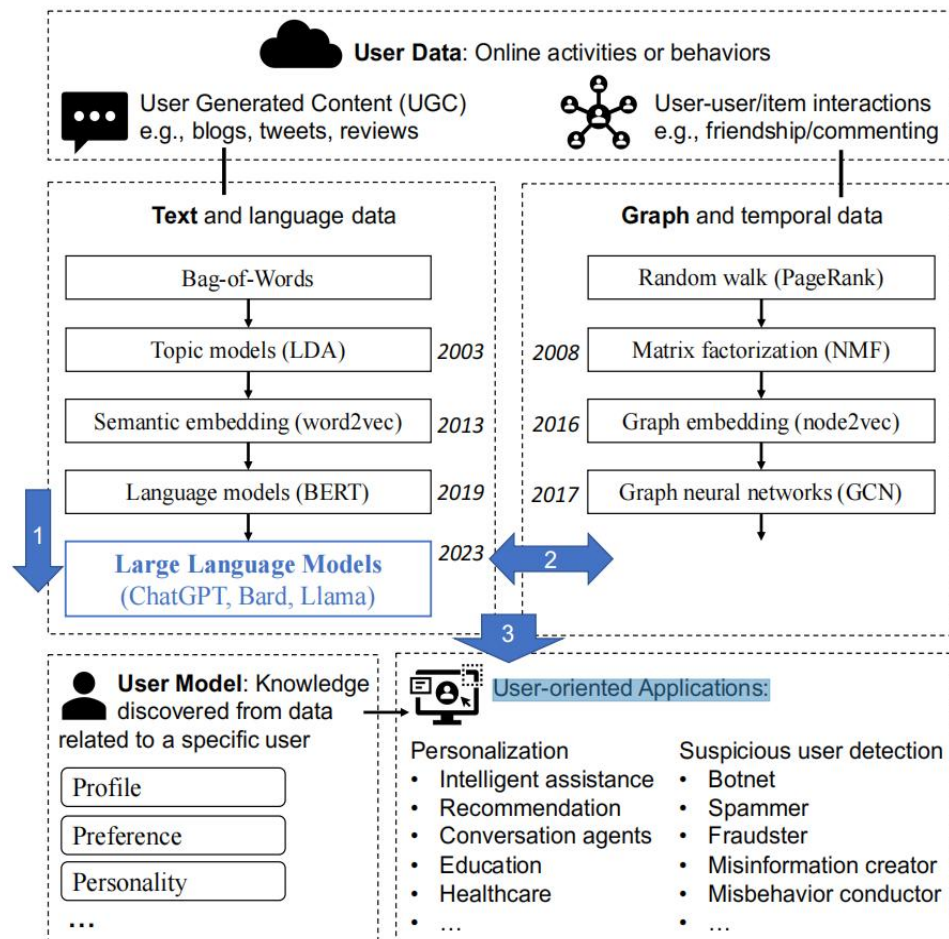 User Data: Online activities or behaviors
User Generated Content (UGC)
e.g., blogs, tweets, reviews
User-user/item interactions
e.g., friendship/commenting
Text and language data
Bag-of-Words
Topic models (LDA)
2003
Semantic embedding (word2vec)
2013
Language models (BERT)
2019
1
Large Language Models
(ChatGPT, Bard, Llama)
2023
2
Graph and temporal data
Random walk (PageRank)
2008
Matrix factorization (NMF)
2016
Graph embedding (node2vec)
2017
Graph neural networks (GCN)
3
User Model: Knowledge
discovered from data
related to a specific user
Profile
Preference
Personality
...
User-oriented Applications:
Personalization
• Intelligent assistance
• Recommendation
• Conversation agents
• Education
• Healthcare
• ...
Suspicious user detection
• Botnet
• Spammer
• Fraudster
• Misinformation creator
• Misbehavior conductor
• ...